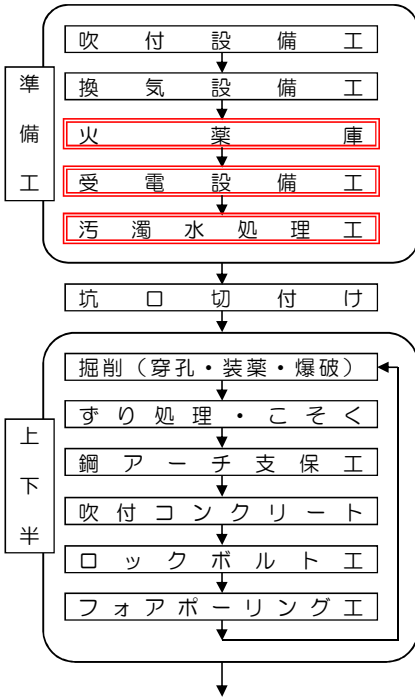 準備工
吹付設備工
換気設備工
火薬庫
受電設備工
汚濁水処理工
坑口切付け
上下半
掘削（穿孔・装薬・爆破）
ずり処理・こそく
鋼アーチ支保工
吹付コンクリート
ロックボルト工
フォアポーリング工